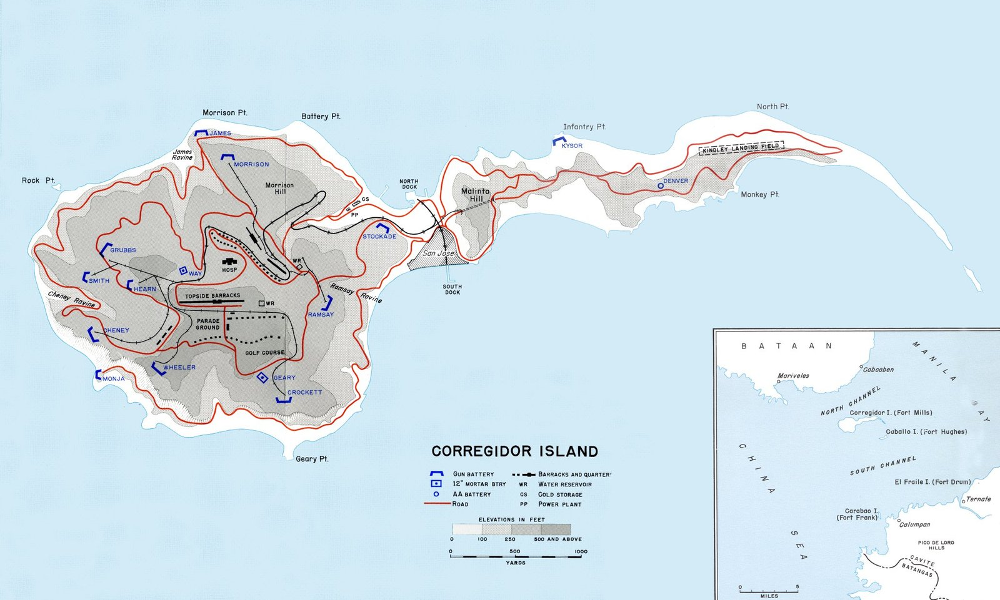 Morrison Pt.
Battery Pt.
North Pt.
Infantry Pt.
JAMES
KYSOR
James
Ravine
MORRISON
KINDLEY LANDING FIELD
Rock Pt.
Morrison
Hill
NORTH
DOCK
Malinta
Hill
DENVER
Monkey Pt.
CS
PP
STOCKADE
GRUBBS
San Jose
WR
HOSP
WAY
SMITH
HEARN
SOUTH
DOCK
Cheney Ravine
TOPSIDE BARRACKS
WR
Ramsay Ravine
RAMSAY
PARADE
GROUND
CHENEY
GOLF COURSE
WHEELER
MONJA
GEARY
CROCKETT
Geary Pt.
CORREGIDOR ISLAND
GUN BATTERY
BARRACKS AND QUARTER
12" MORTAR BTRY
WR WATER RESERVOIR
AA BATTERY
CS COLD STORAGE
ROAD
PP POWER PLANT
ELEVATIONS IN FEET
0 100 250 500 AND ABOVE
0 500 1000
YARDS
BATAAN
MANILA BAY
Cabcaben
Mariveles
NORTH CHANNEL
Corregidor I. (Fort Mills)
Caballo I. (Fort Hughes)
CHINA SEA
SOUTH CHANNEL
El Fraile I. (Fort Drum)
Ternate
Carabao I.
(Fort Frank)
Calumpan
PICO DE LORO
HILLS
CAVITE
BATANGAS
0 5
MILES